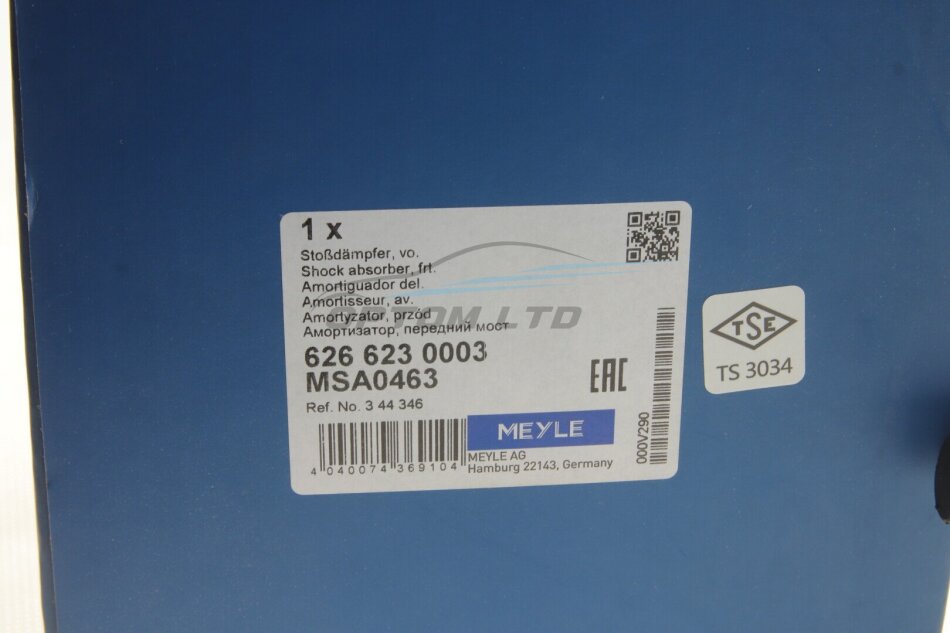 1 x
Stoßdämpfer, vo.
Shock absorber, frt.
Amortiguador del.
Amortisseur, av.
Amortyzator, przód
Амортизатор, передний мост
626 623 0003
MSA0463
Ref. No. 3 44 346
EAC
MEYLE
MEYLE AG
Hamburg 22143, Germany
4 040074 369104
000V290
TSE
TS 3034
LTD